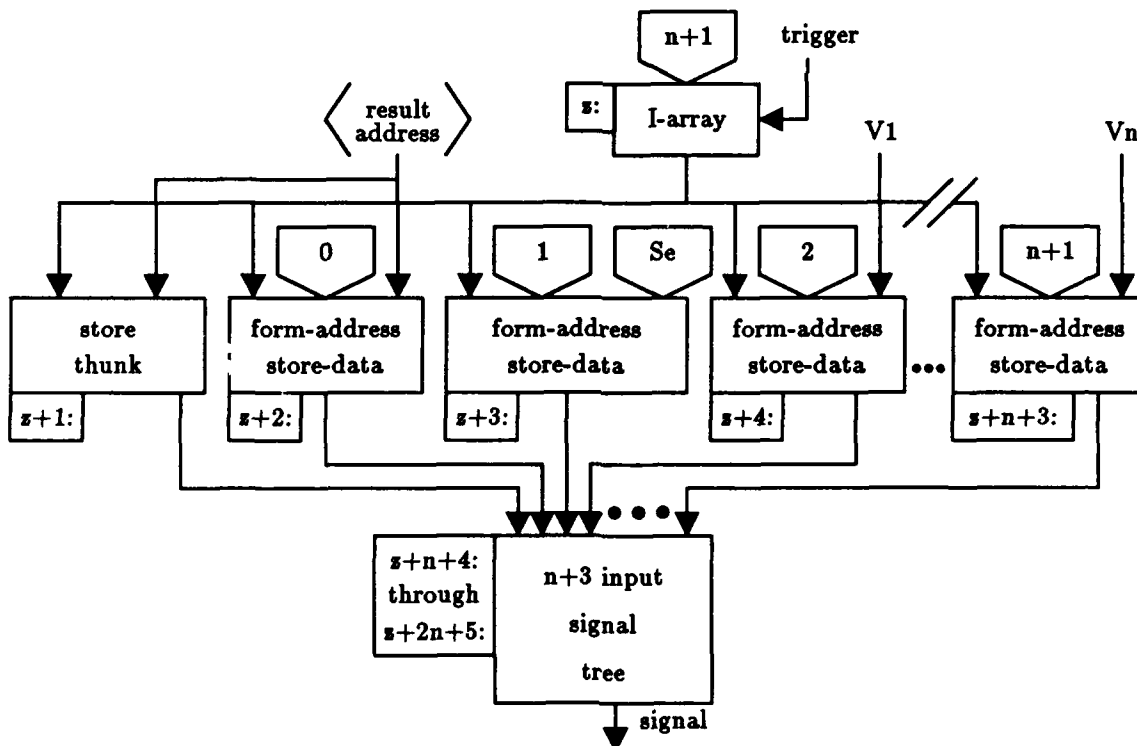 n+1
trigger
z:
I-array
result
address
V1
Vn
0
1
Se
2
n+1
store
thunk
form-address
store-data
form-address
store-data
form-address
store-data
form-address
store-data
z+1:
z+2:
z+3:
z+4:
z+n+3:
z+n+4:
through
z+2n+5:
n+3 input
signal
tree
signal